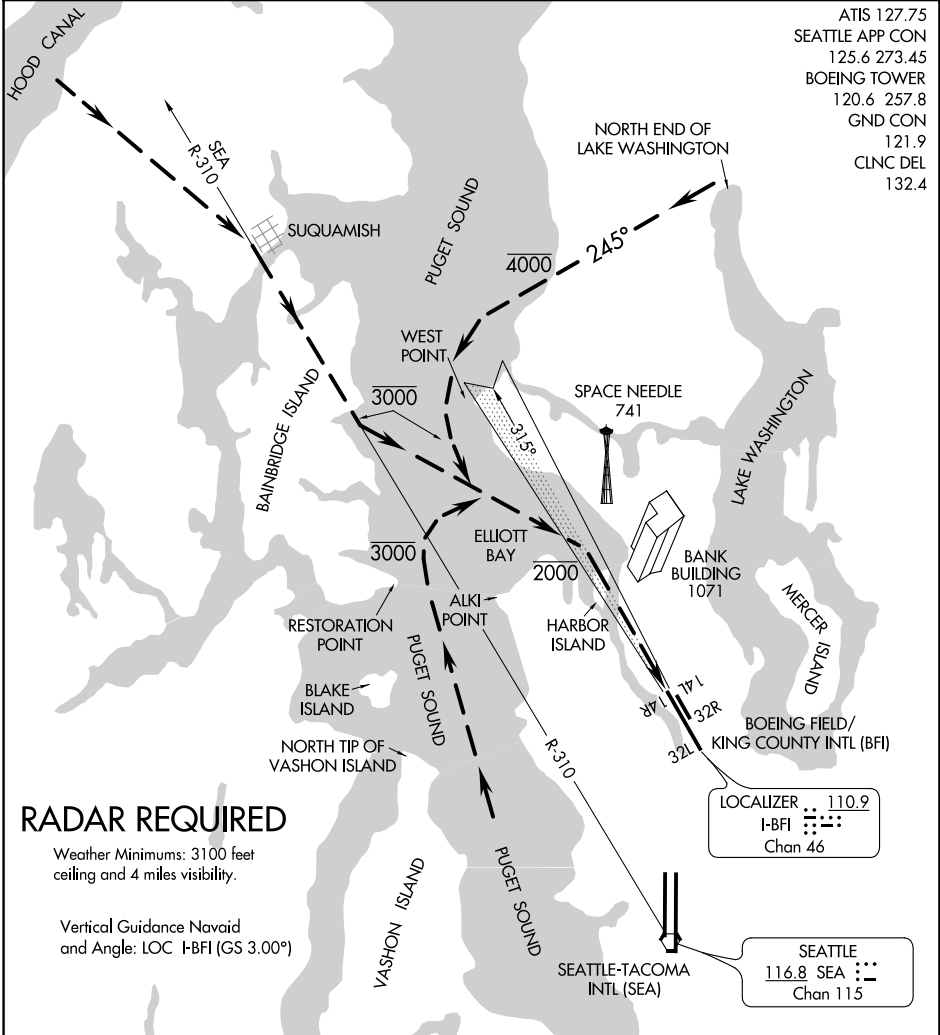 ATIS 127.75
SEATTLE APP CON
125.6 273.45
BOEING TOWER
120.6 257.8
GND CON
121.9
CLNC DEL
132.4
HOOD CANAL
SEA
R-310
NORTH END OF
LAKE WASHINGTON
SUQUAMISH
PUGET SOUND
4000
245°
WEST
POINT
3000
BAINBRIDGE ISLAND
315°
SPACE NEEDLE
741
LAKE WASHINGTON
ELLIOTT
BAY
3000
2000
BANK
BUILDING
1071
RESTORATION
POINT
ALKI
POINT
HARBOR
ISLAND
MERCER
ISLAND
PUGET SOUND
BLAKE
ISLAND
14R
14L
32R
32L
BOEING FIELD/
KING COUNTY INTL (BFI)
NORTH TIP OF
VASHON ISLAND
R-310
LOCALIZER 110.9
I-BFI
Chan 46
RADAR REQUIRED
Weather Minimums: 3100 feet
ceiling and 4 miles visibility.
Vertical Guidance Navaid
and Angle: LOC I-BFI (GS 3.00°)
VASHON ISLAND
PUGET SOUND
SEATTLE-TACOMA
INTL (SEA)
SEATTLE
116.8 SEA
Chan 115